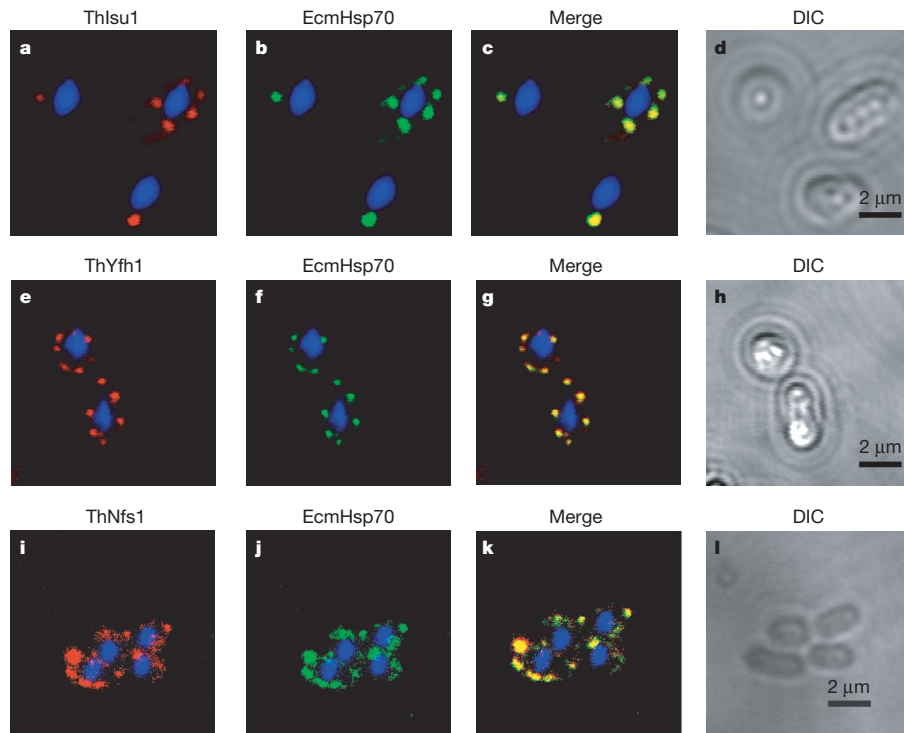 ThIsu1 EcmHsp70 Merge DIC
a b c d
2 μm
ThYfh1 EcmHsp70 Merge DIC
e f g h
2 μm
ThNfs1 EcmHsp70 Merge DIC
i j k l
2 μm